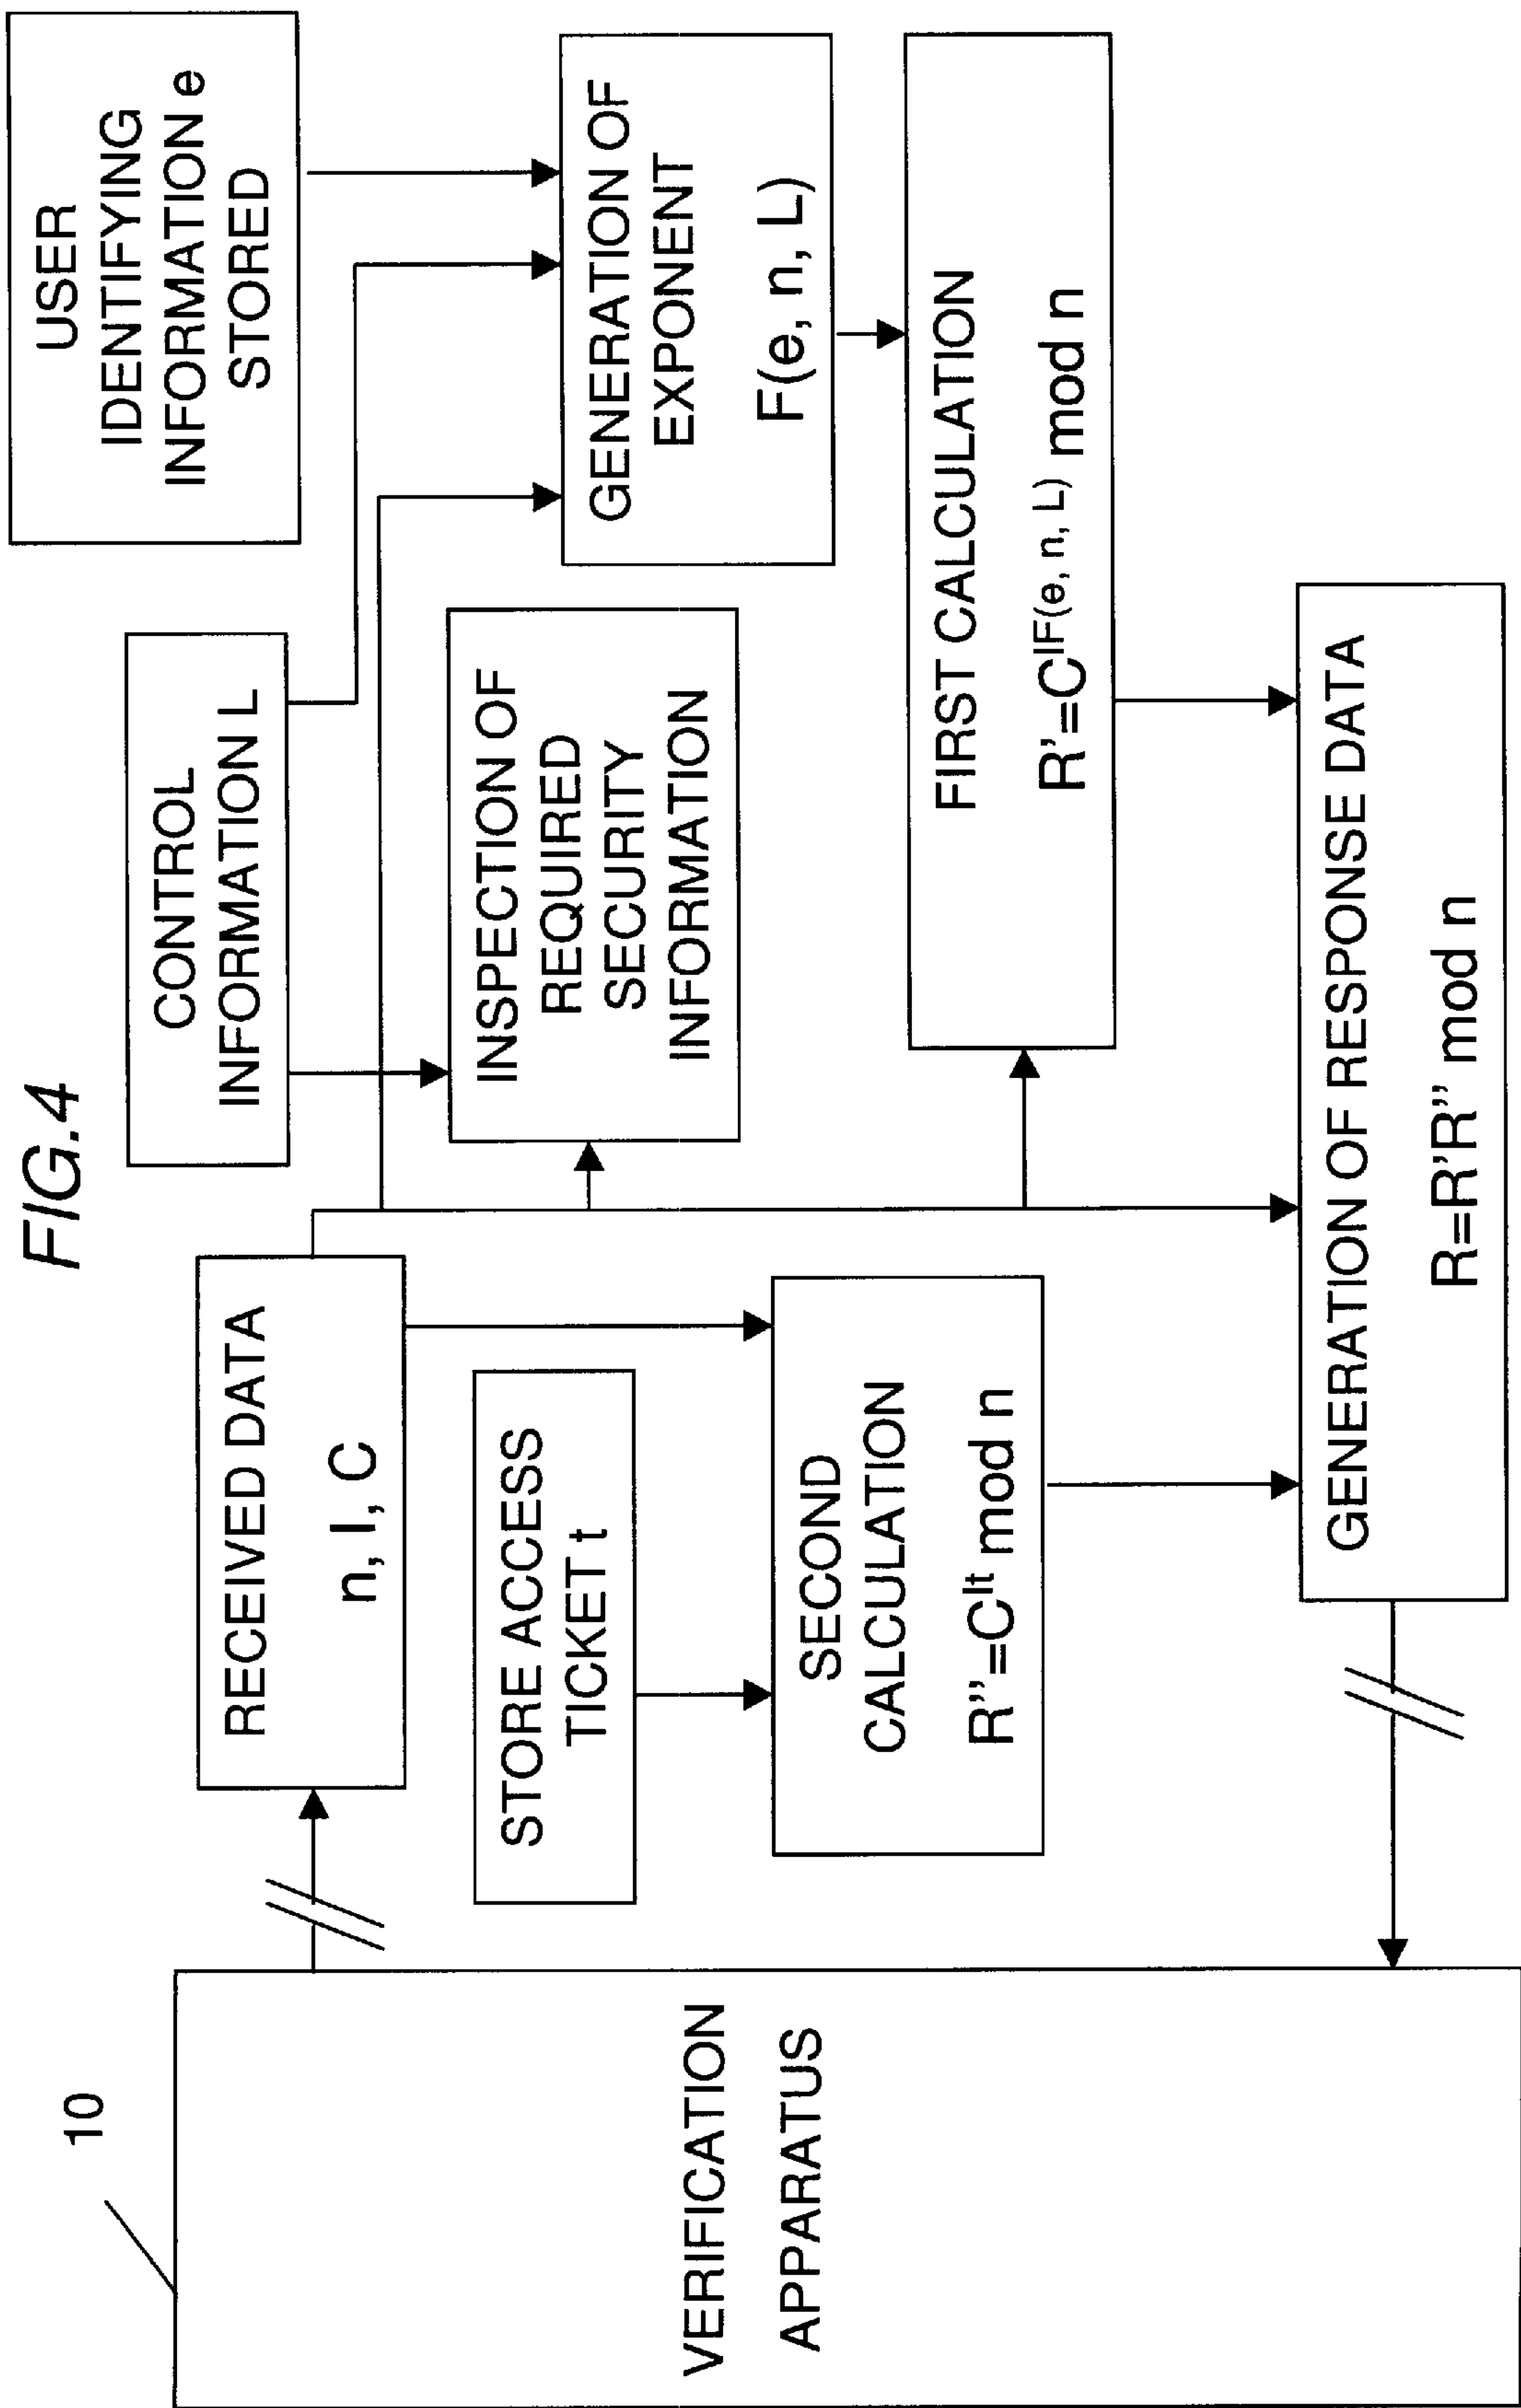 FIG.4
10
VERIFICATION
APPARATUS
RECEIVED DATA
n, I, C
STORE ACCESS
TICKET t
SECOND
CALCULATION
R''=C^It mod n
CONTROL
INFORMATION L
INSPECTION OF
REQUIRED
SECURITY
INFORMATION
USER
IDENTIFYING
INFORMATION e
STORED
GENERATION OF
EXPONENT
F(e, n, L)
FIRST CALCULATION
R'=C^IF(e, n, L) mod n
GENERATION OF RESPONSE DATA
R=R'R'' mod n